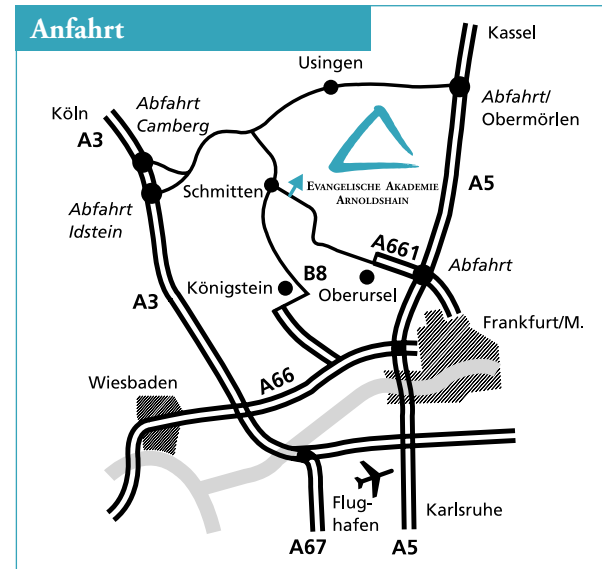 Anfahrt
Kassel
Usingen
Köln
Abfahrt
Camberg
A3
Abfahrt/
Obermörlen
Schmitten
EVANGELISCHE AKADEMIE
ARNOLDSHAIN
A5
Abfahrt
Idstein
A661
Abfahrt
B8
Königstein
Oberursel
A3
Frankfurt/M.
Wiesbaden
A66
Flug-
hafen
Karlsruhe
A67
A5